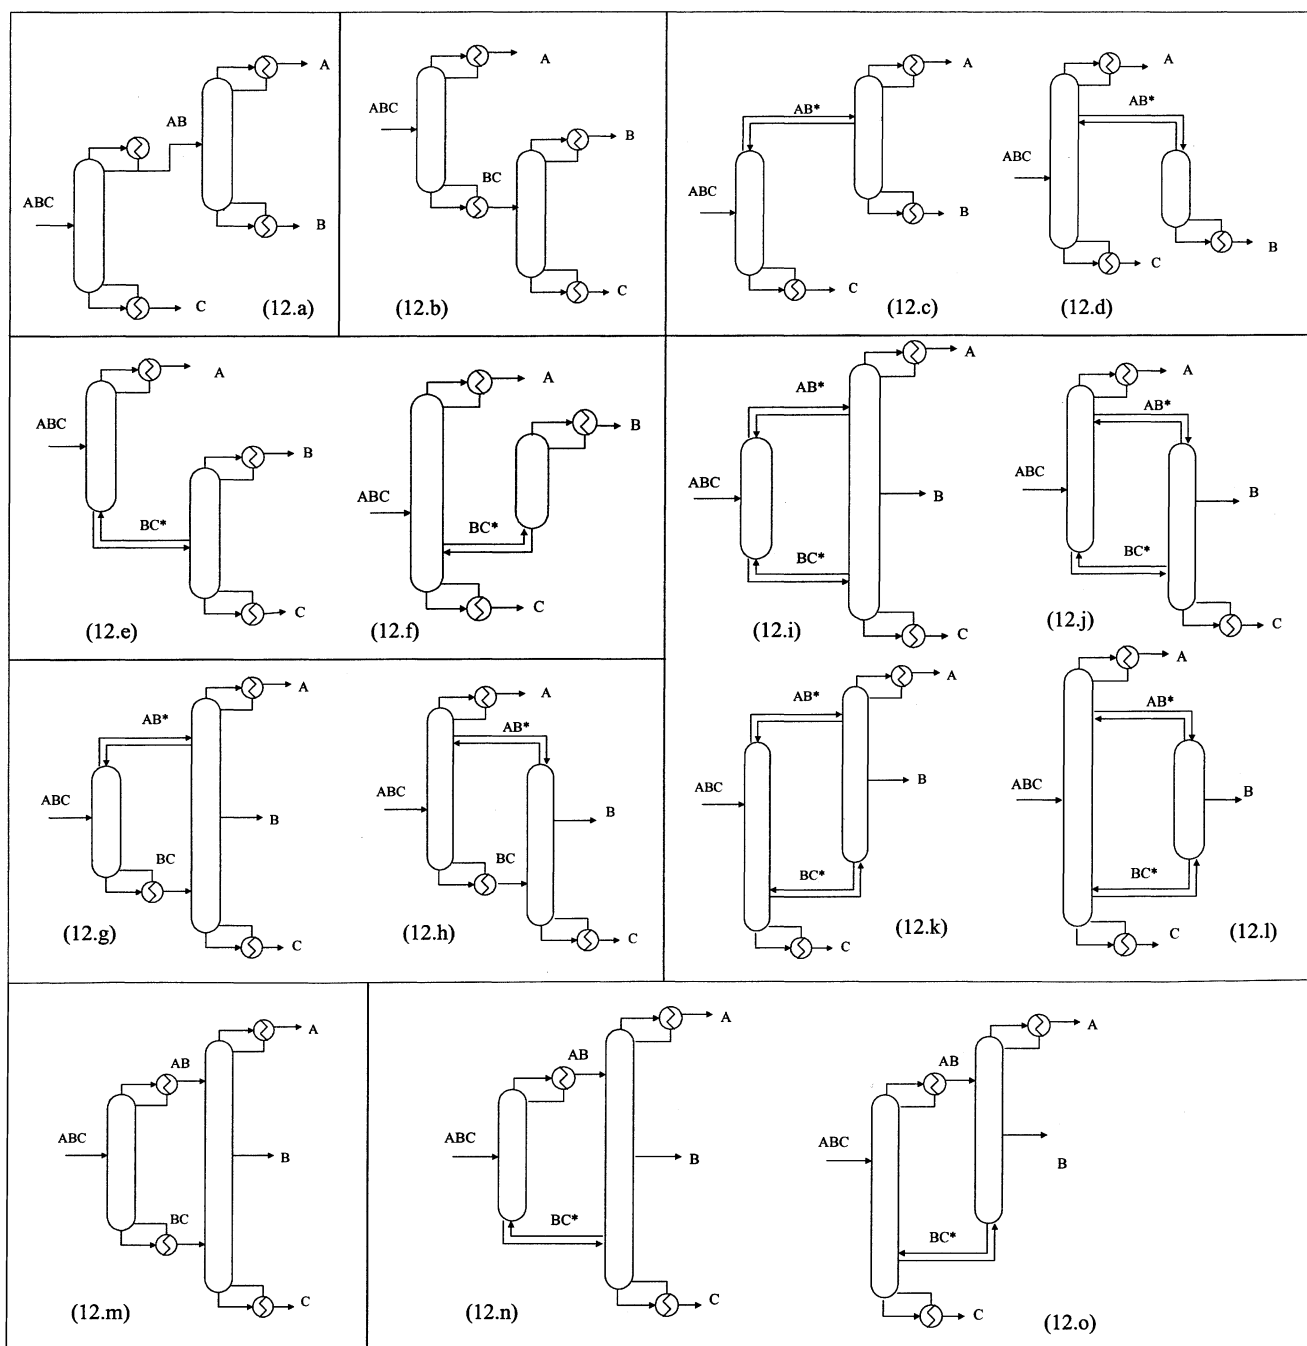 A
AB
ABC
B
C
(12.a)
A
ABC
B
BC
C
(12.b)
A
AB*
ABC
B
C
(12.c)
A
AB*
ABC
B
C
(12.d)
A
ABC
B
BC*
C
(12.e)
A
B
ABC
BC*
C
(12.f)
A
AB*
ABC
B
BC*
C
(12.i)
A
AB*
ABC
B
BC*
C
(12.j)
A
AB*
ABC
B
BC
C
(12.g)
A
AB*
ABC
B
BC
C
(12.h)
A
AB*
ABC
B
BC*
C
(12.k)
A
AB*
ABC
B
BC*
C
(12.l)
A
AB
ABC
B
BC
C
(12.m)
A
AB
ABC
B
BC*
C
(12.n)
A
AB
ABC
B
BC*
C
(12.o)